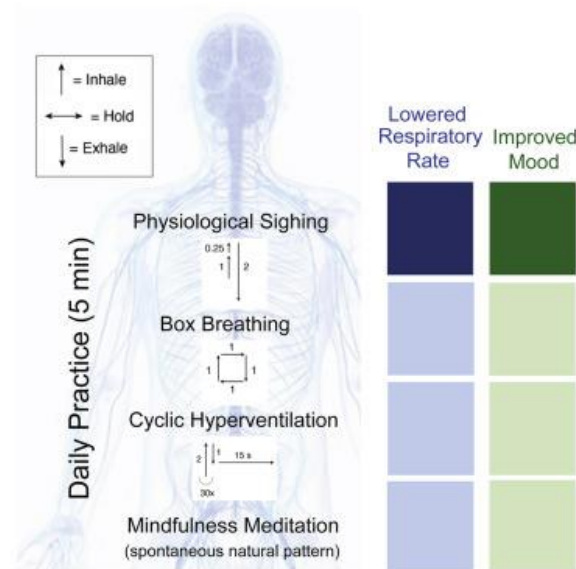 = Inhale
= Hold
= Exhale
Lowered
Respiratory
Rate
Improved
Mood
Daily Practice (5 min)
Physiological Sighing
0.25
1
2
Box Breathing
1
1
1
1
Cyclic Hyperventilation
2
1
15 s
30x
Mindfulness Meditation
(spontaneous natural pattern)